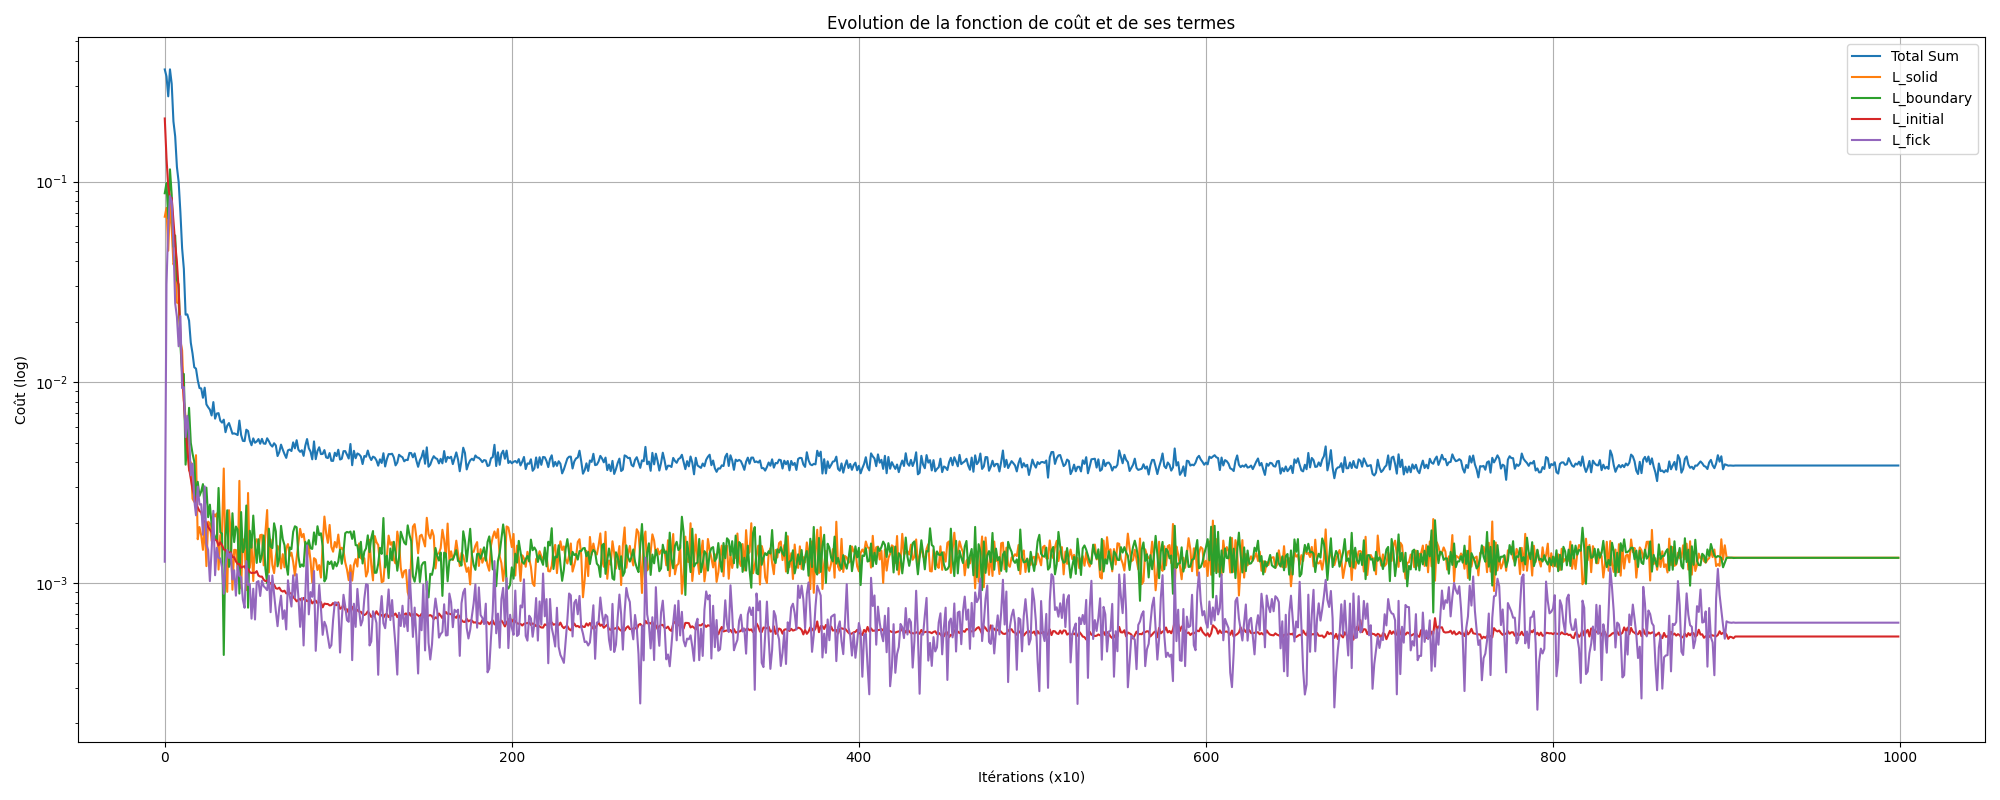 Evolution de la fonction de coût et de ses termes
Total Sum
L_solid
L_boundary
L_initial
L_fick
Coût (log)
10⁻¹
10⁻²
10⁻³
0
200
400
600
800
1000
Itérations (x10)